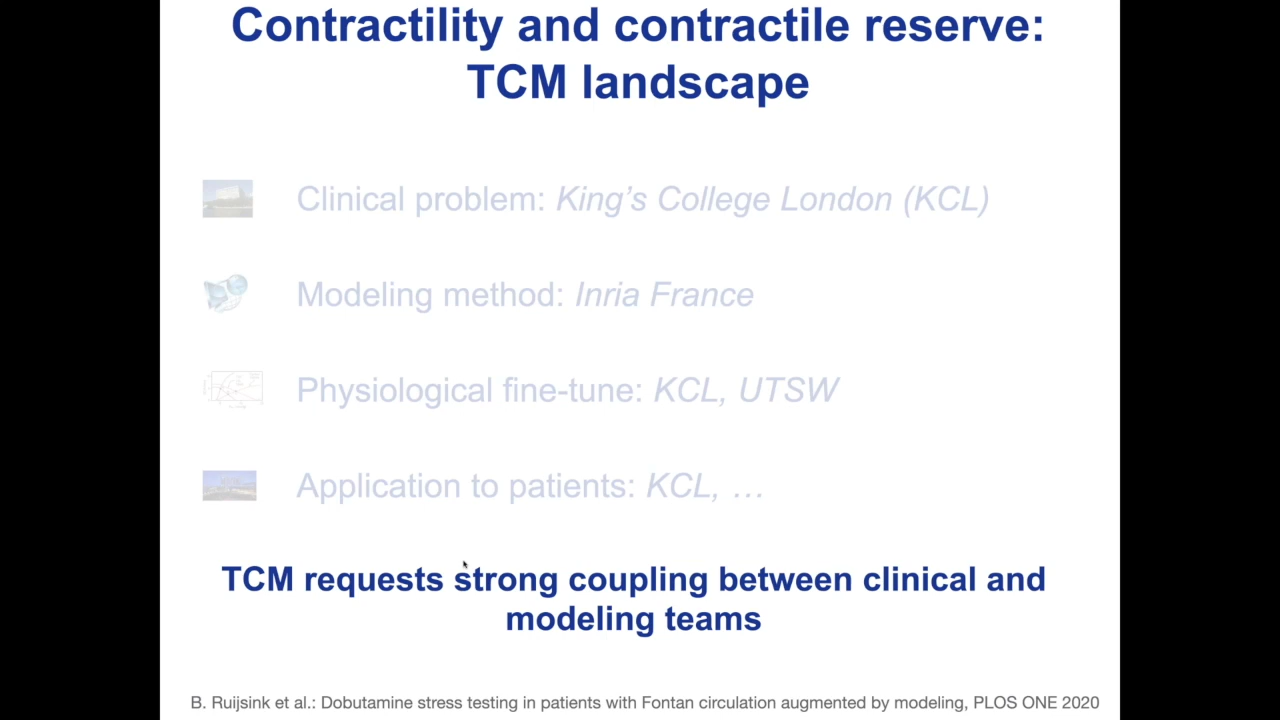 Contractility and contractile reserve:
TCM landscape
Clinical problem: King's College London (KCL)
Modeling method: Inria France
Physiological fine-tune: KCL, UTSW
Application to patients: KCL, …
TCM requests strong coupling between clinical and
modeling teams
B. Ruijsink et al.: Dobutamine stress testing in patients with Fontan circulation augmented by modeling, PLOS ONE 2020